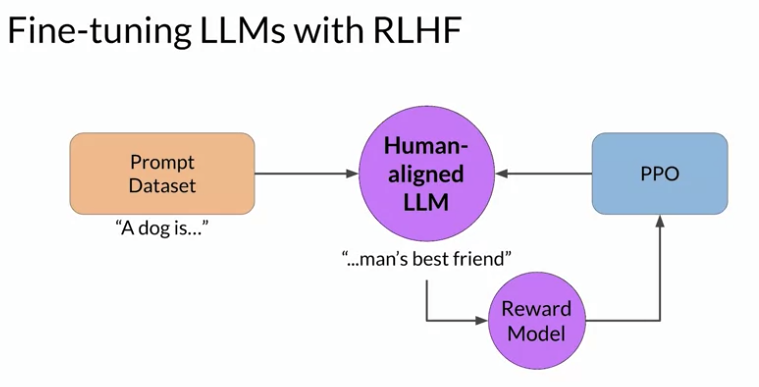 Fine-tuning LLMs with RLHF
Prompt
Dataset
“A dog is...”
Human-
aligned
LLM
“...man’s best friend”
PPO
Reward
Model